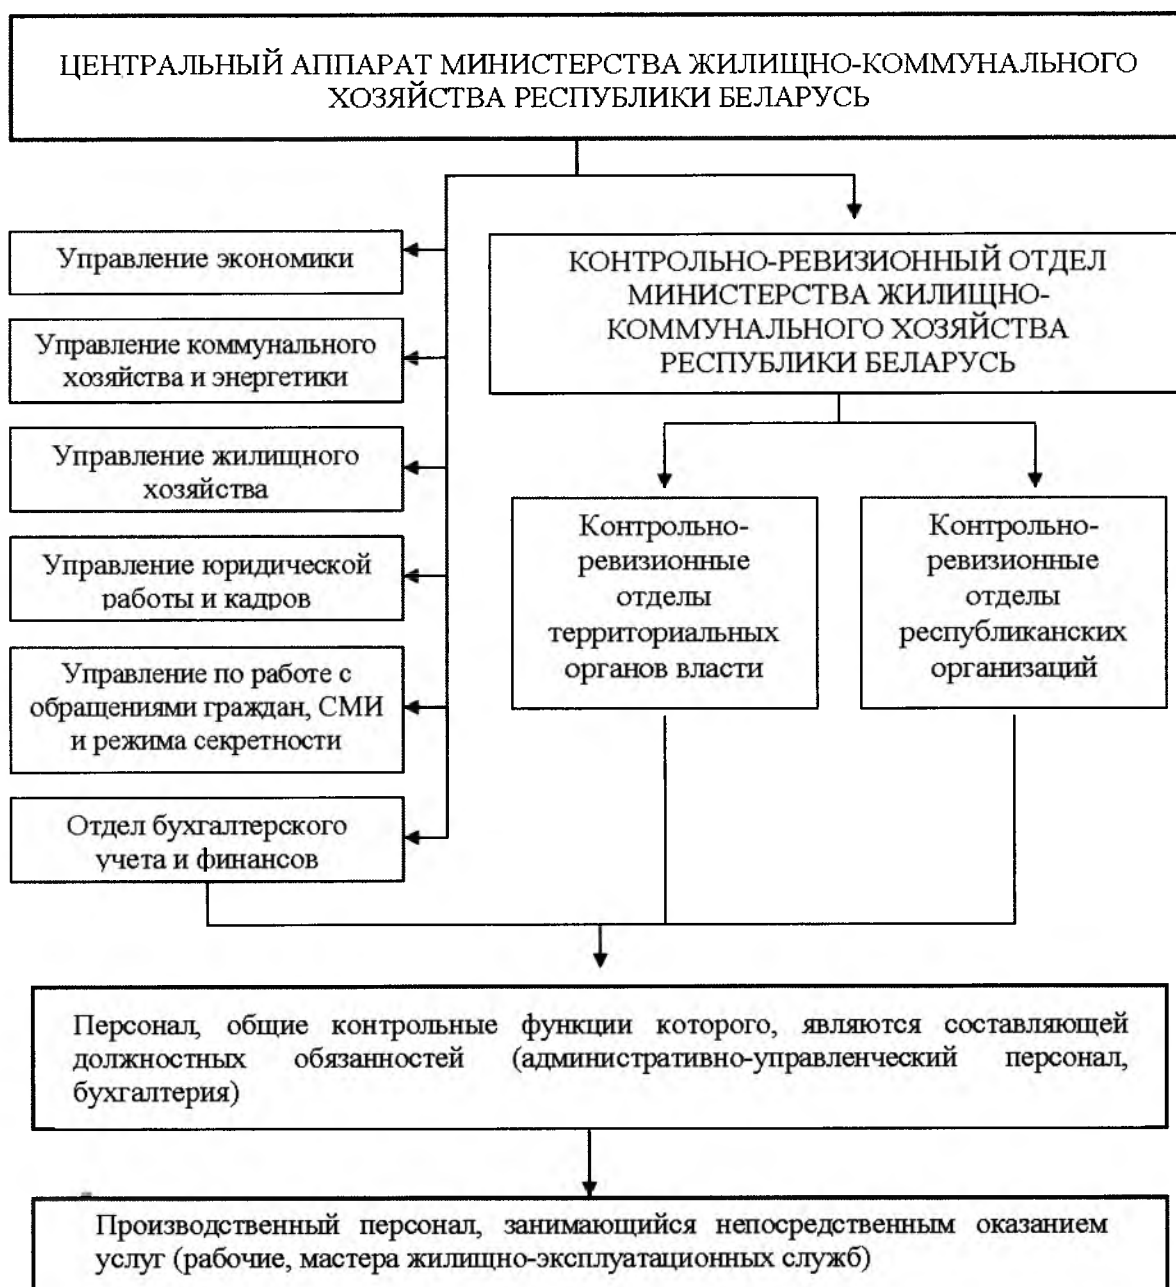 ЦЕНТРАЛЬНЫЙ АППАРАТ МИНИСТЕРСТВА ЖИЛИЩНО-КОММУНАЛЬНОГО
ХОЗЯЙСТВА РЕСПУБЛИКИ БЕЛАРУСЬ
Управление экономики
Управление коммунального
хозяйства и энергетики
Управление жилищного
хозяйства
Управление юридической
работы и кадров
Управление по работе с
обращениями граждан, СМИ
и режима секретности
Отдел бухгалтерского
учета и финансов
КОНТРОЛЬНО-РЕВИЗИОННЫЙ ОТДЕЛ
МИНИСТЕРСТВА ЖИЛИЩНО-
КОММУНАЛЬНОГО ХОЗЯЙСТВА
РЕСПУБЛИКИ БЕЛАРУСЬ
Контрольно-
ревизионные
отделы
территориальных
органов власти
Контрольно-
ревизионные
отделы
республиканских
организаций
Персонал, общие контрольные функции которого, являются составляющей
должностных обязанностей (административно-управленческий персонал,
бухгалтерия)
Производственный персонал, занимающийся непосредственным оказанием
услуг (рабочие, мастера жилищно-эксплуатационных служб)